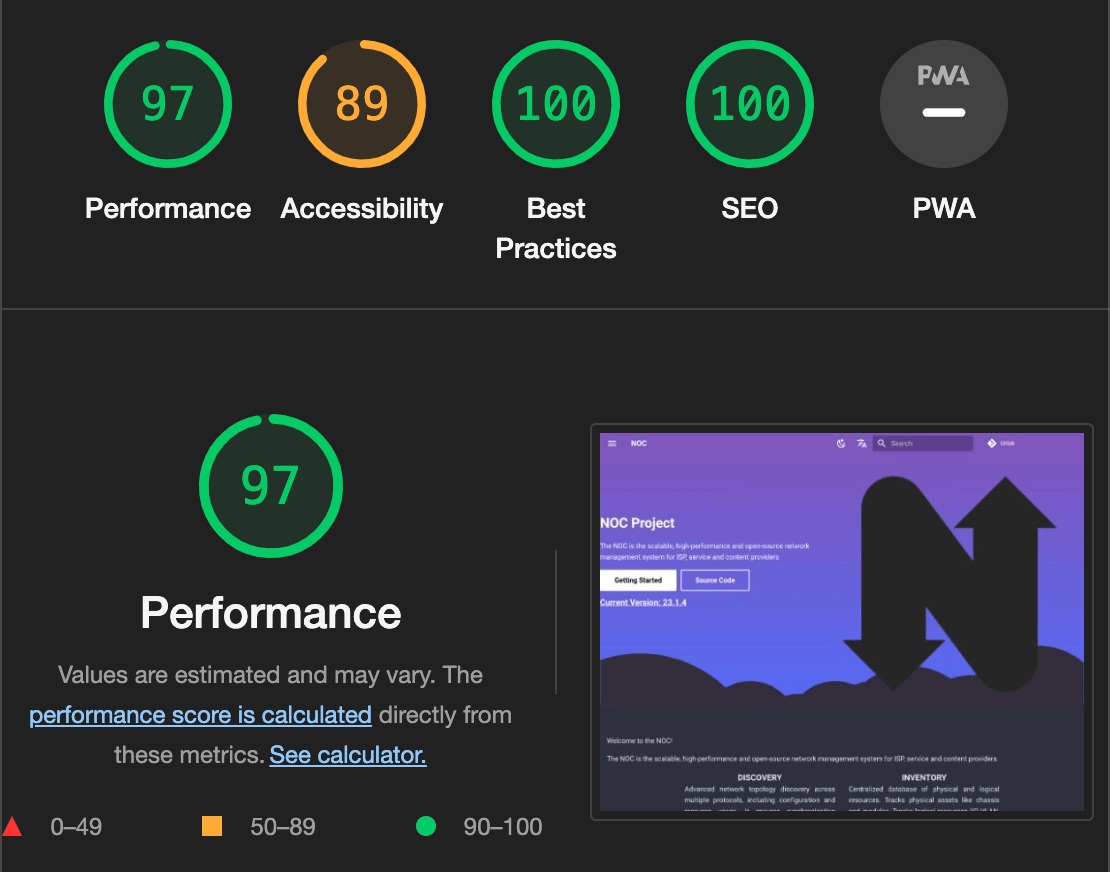 97
89
100
100
PWA
Performance
Accessibility
Best
Practices
SEO
PWA
97
Performance
Values are estimated and may vary. The
performance score is calculated directly from
these metrics. See calculator.
0–49
50–89
90–100
NOC
Search
GitHub
NOC Project
The NOC is the scalable, high-performance and open-source network
management system for ISP, service and content providers
Getting Started
Source Code
Current Version: 23.1.4
Welcome to the NOC!
The NOC is the scalable, high-performance and open-source network management system for ISP, service and content providers
DISCOVERY
Advanced network topology discovery across
multiple protocols, including configuration and
INVENTORY
Centralized database of physical and logical
resources. Tracks physical assets like chassis